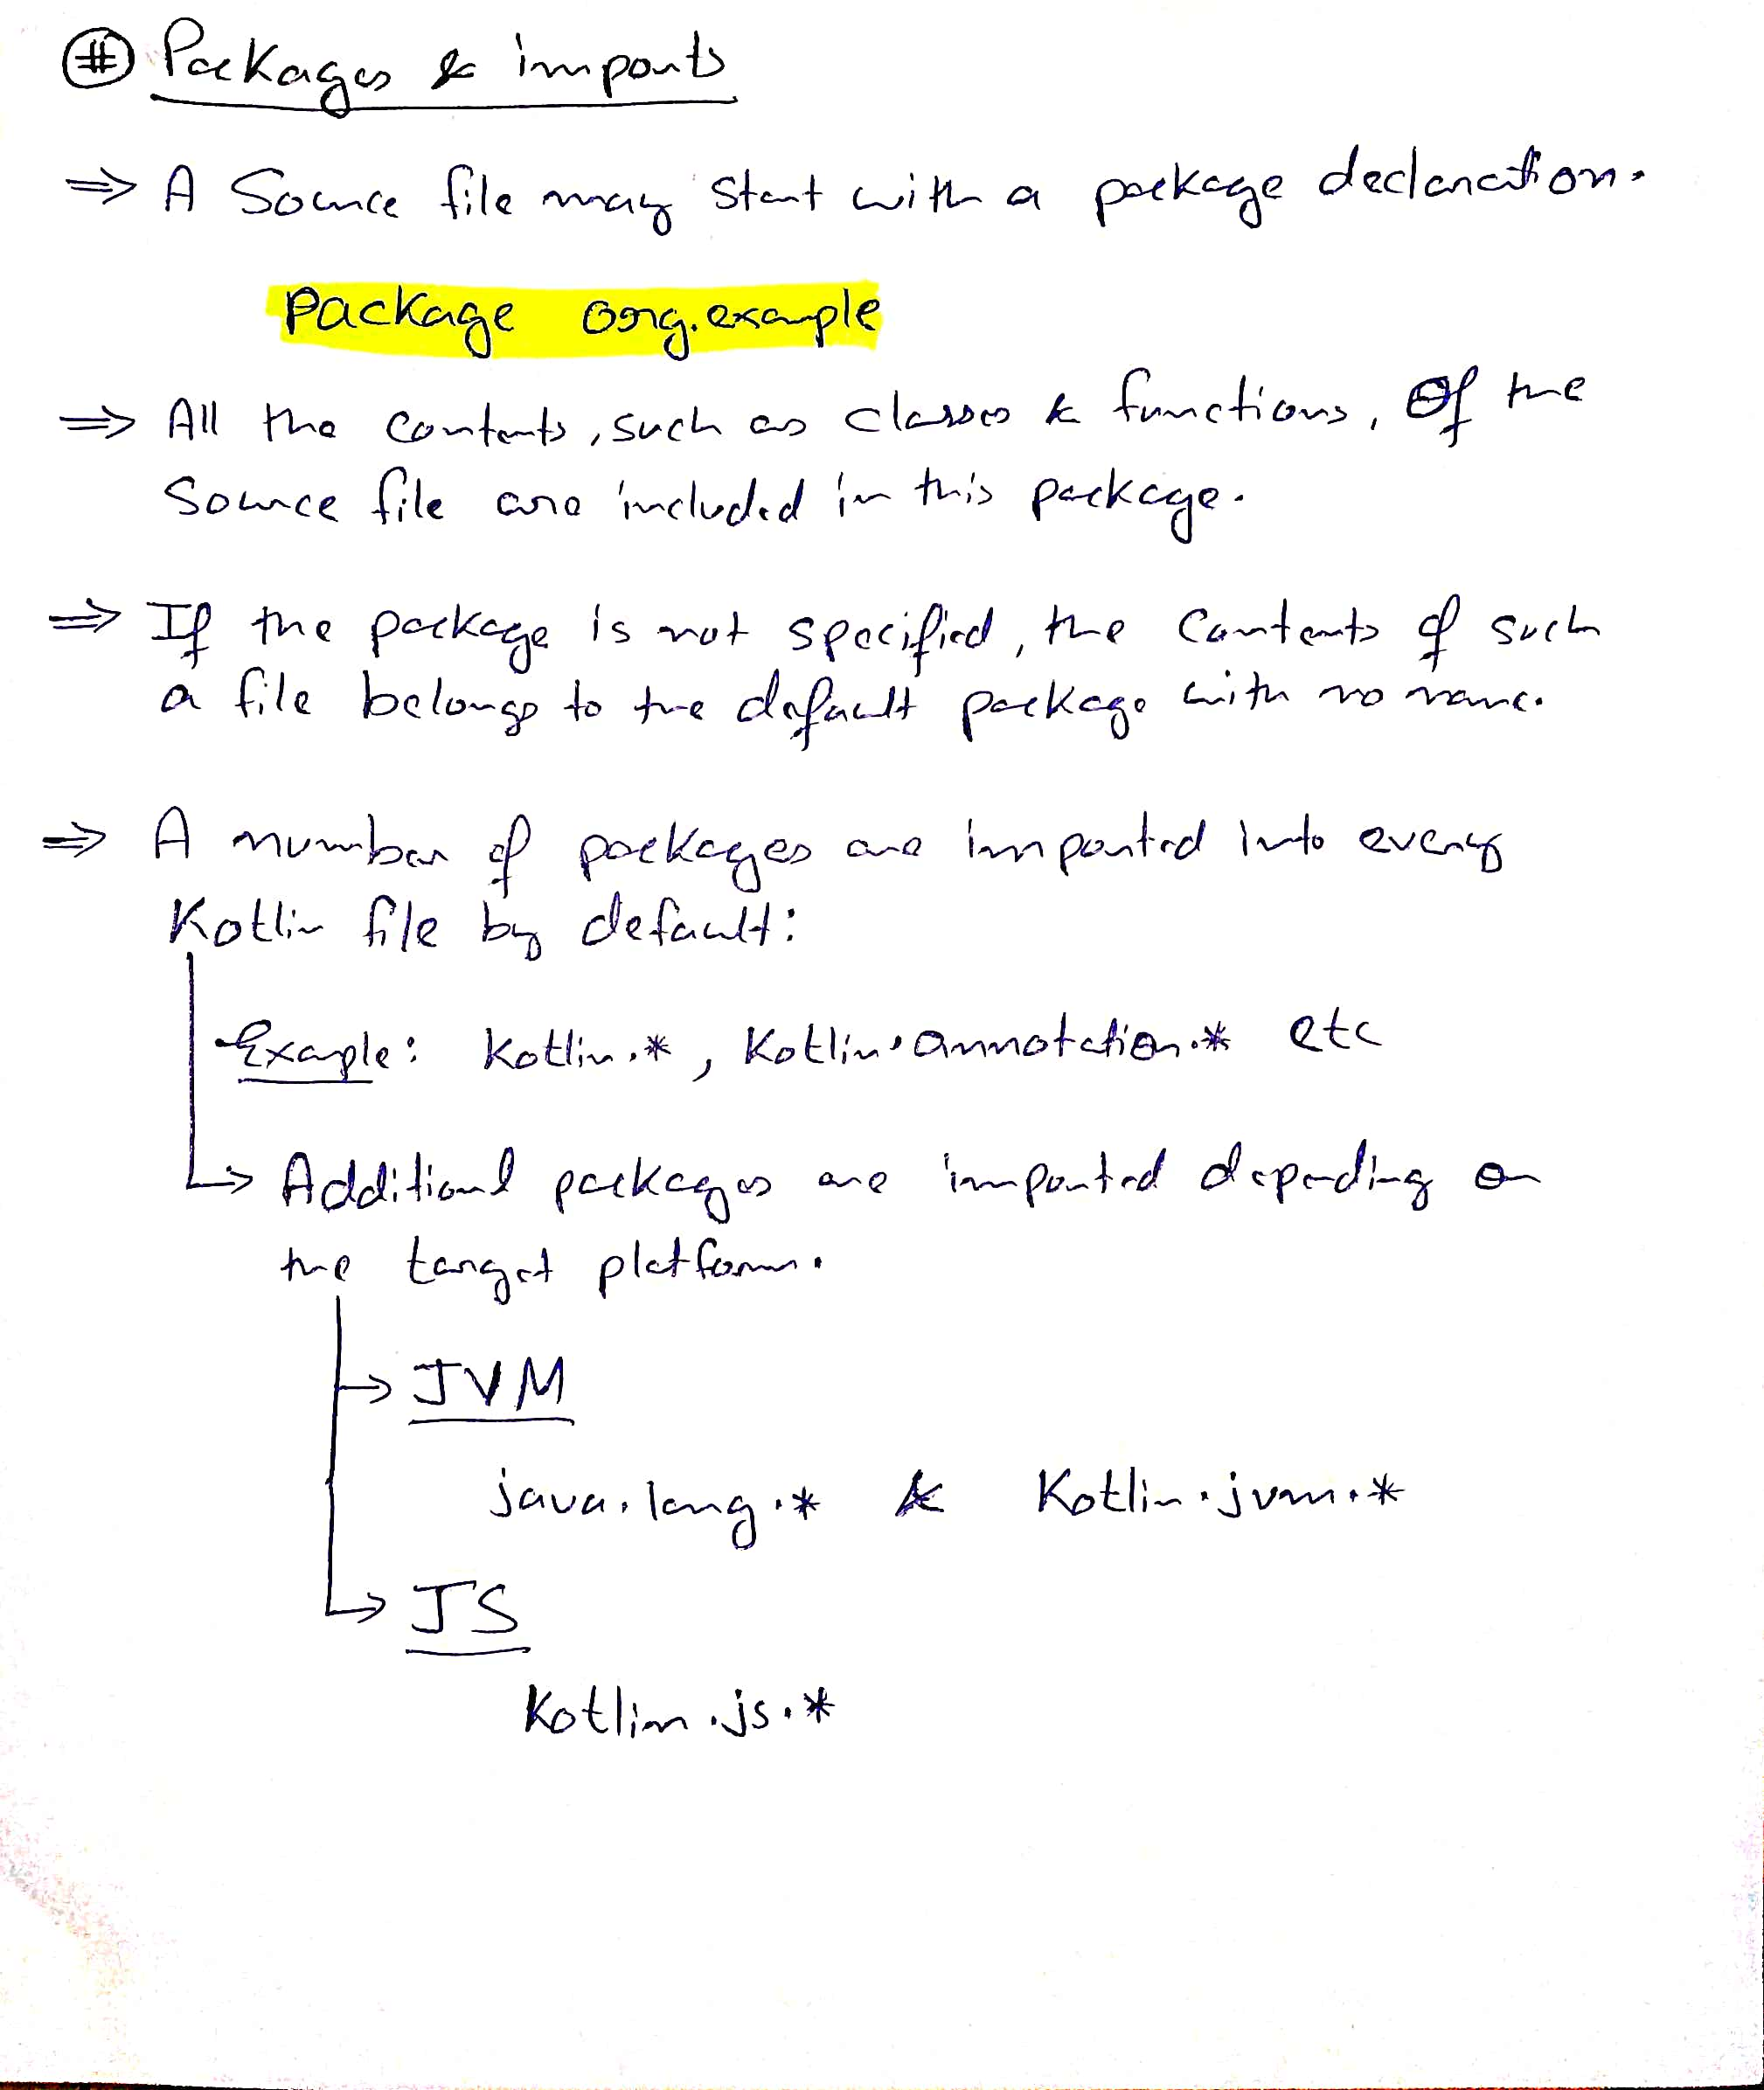 # Packages & imports
⇒ A Source file may start with a package declaration.
package org.example
⇒ All the contents, such as classes & functions, of the
Source file are included in this package.
⇒ If the package is not specified, the contents of such
a file belongs to the default package with no name.
⇒ A number of packages are imported into every
Kotlin file by default:
Example: Kotlin.*, Kotlin.annotation.* etc
↳ Additional packages are imported depending on
the target platform.
→ JVM
java.lang.* & Kotlin.jvm.*
↳ JS
Kotlin.js.*